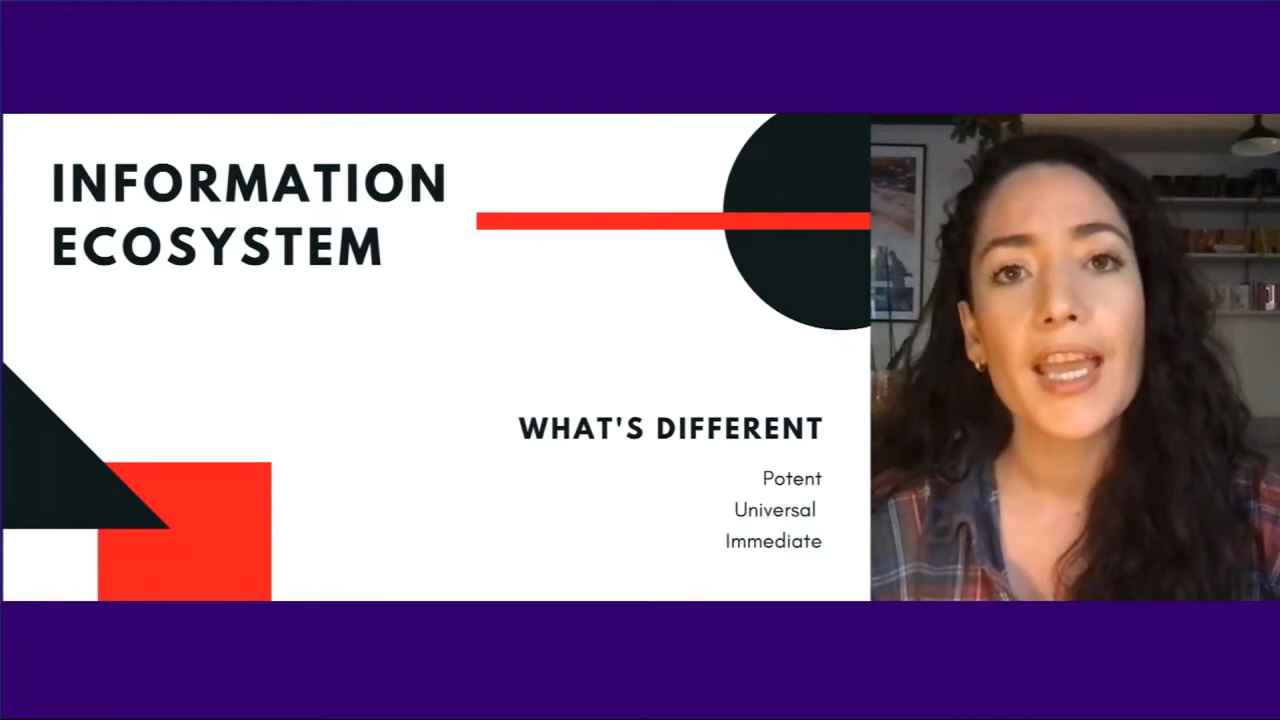 INFORMATION
ECOSYSTEM
WHAT'S DIFFERENT
Potent
Universal
Immediate